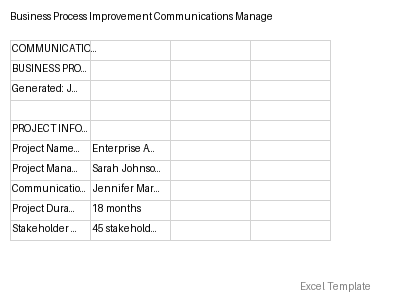 Business Process Improvement Communications Manage
COMMUNICATIO...
BUSINESS PRO...
Generated: J...
PROJECT INFO...
Project Name... Enterprise A...
Project Mana... Sarah Johnso...
Communicatio... Jennifer Mar...
Project Dura... 18 months
Stakeholder ... 45 stakehold...
Excel Template